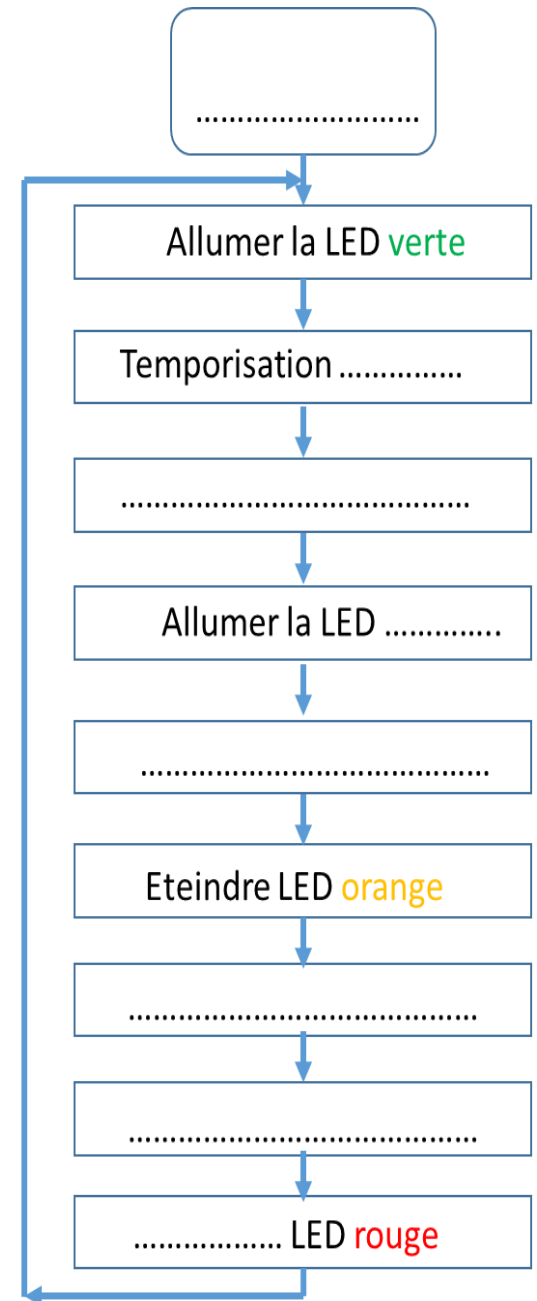 ...........................
Allumer la LED verte
Temporisation ...............
..........................................
Allumer la LED ..............
..........................................
Eteindre LED orange
..........................................
..........................................
.................. LED rouge